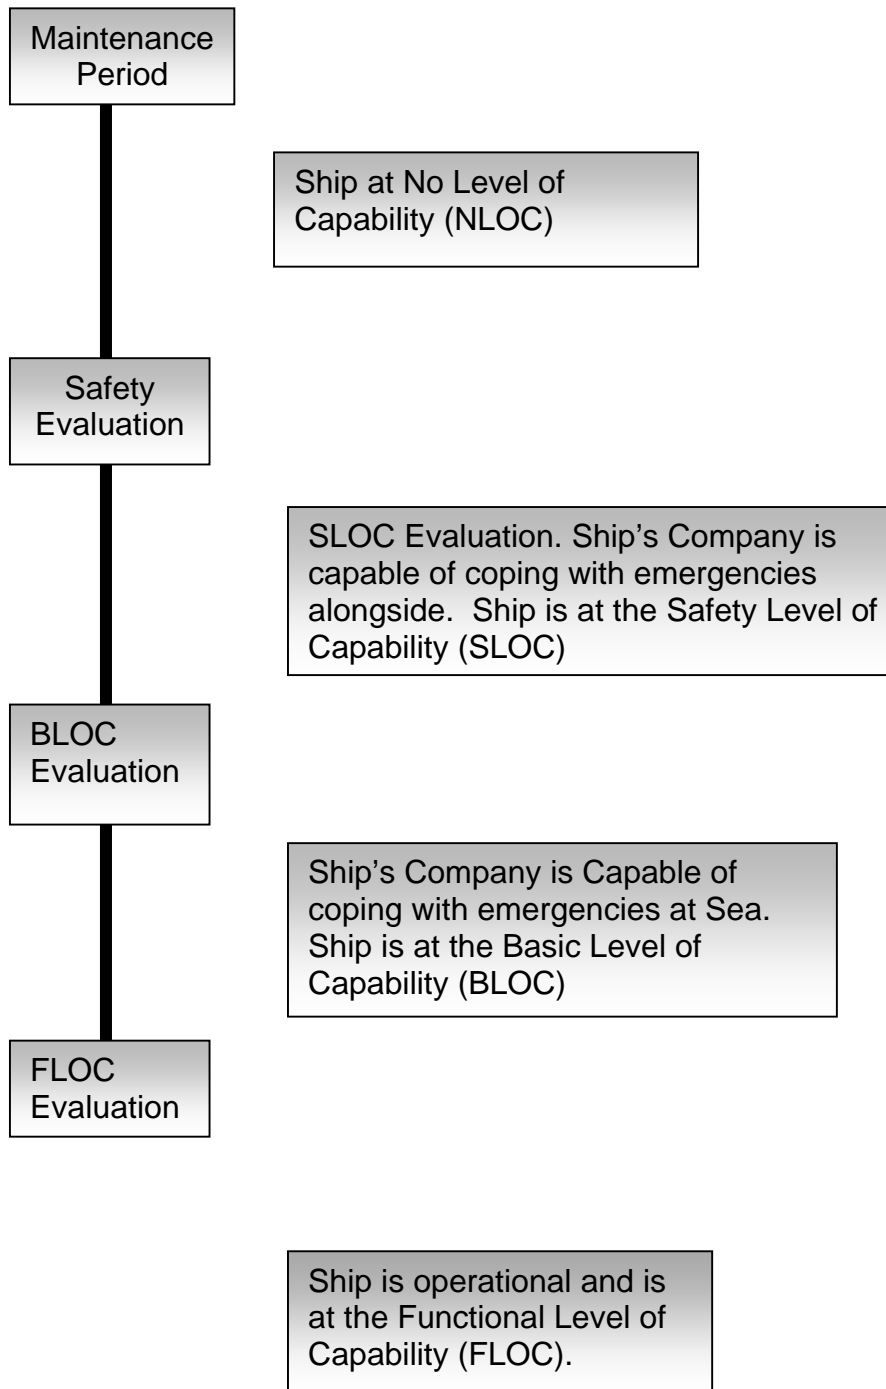 Maintenance
Period
Ship at No Level of
Capability (NLOC)
Safety
Evaluation
SLOC Evaluation. Ship’s Company is
capable of coping with emergencies
alongside.  Ship is at the Safety Level of
Capability (SLOC)
BLOC
Evaluation
Ship’s Company is Capable of
coping with emergencies at Sea.
Ship is at the Basic Level of
Capability (BLOC)
FLOC
Evaluation
Ship is operational and is
at the Functional Level of
Capability (FLOC).